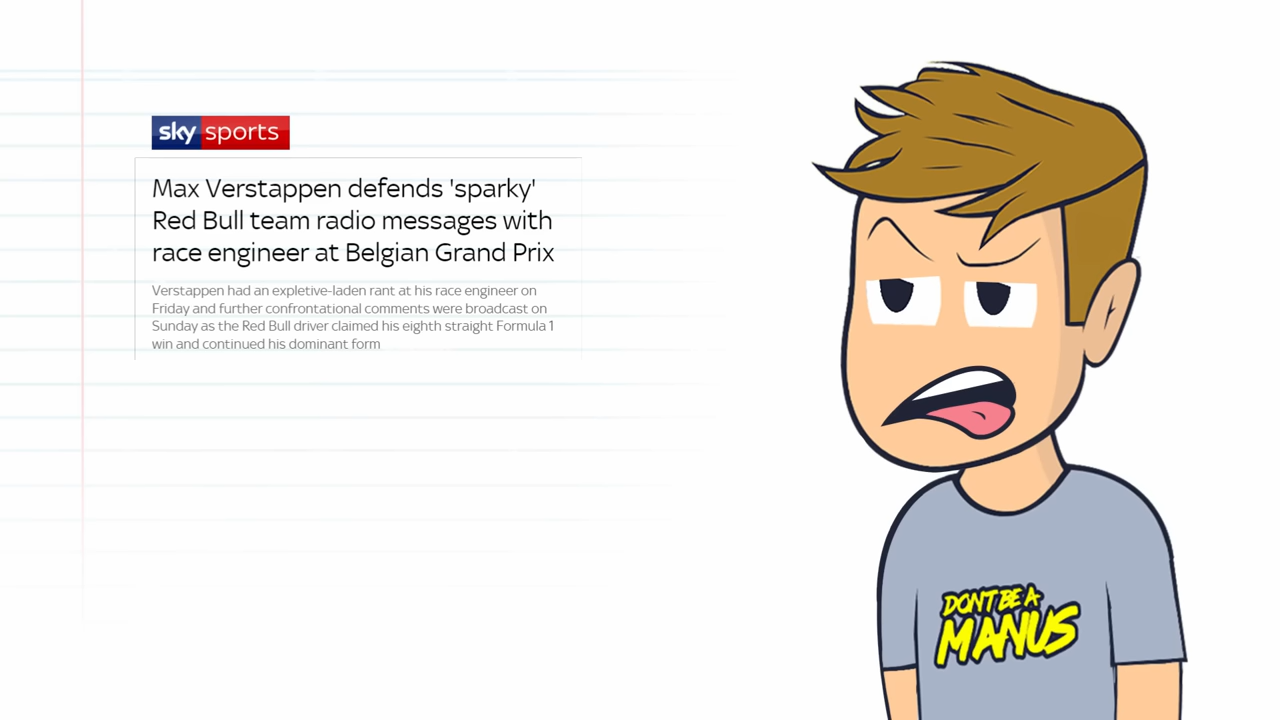 sky sports
Max Verstappen defends 'sparky'
Red Bull team radio messages with
race engineer at Belgian Grand Prix
Verstappen had an expletive-laden rant at his race engineer on
Friday and further confrontational comments were broadcast on
Sunday as the Red Bull driver claimed his eighth straight Formula 1
win and continued his dominant form
DON'T BE A
MANUS